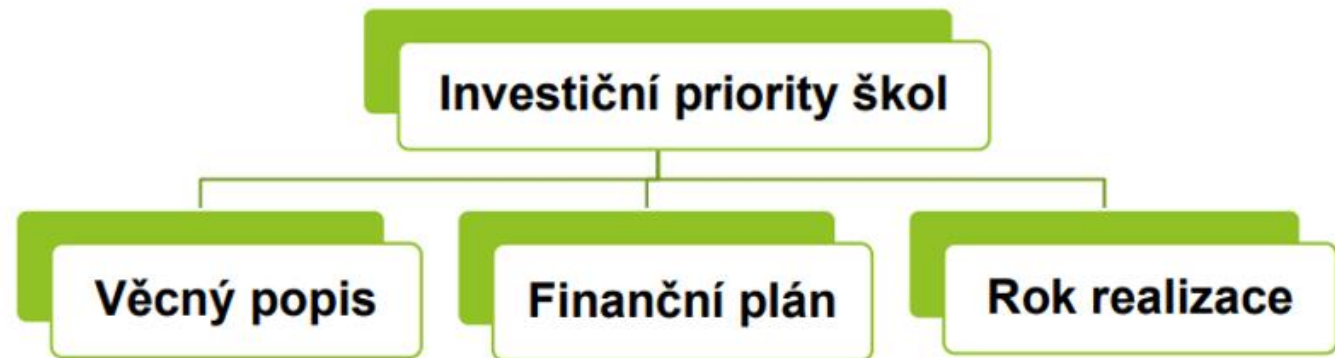 Investiční priority škol
Věcný popis
Finanční plán
Rok realizace